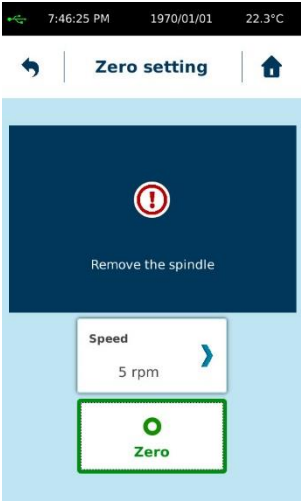 7:46:25 PM 1970/01/01 22.3°C
Zero setting
Remove the spindle
Speed
5 rpm
Zero